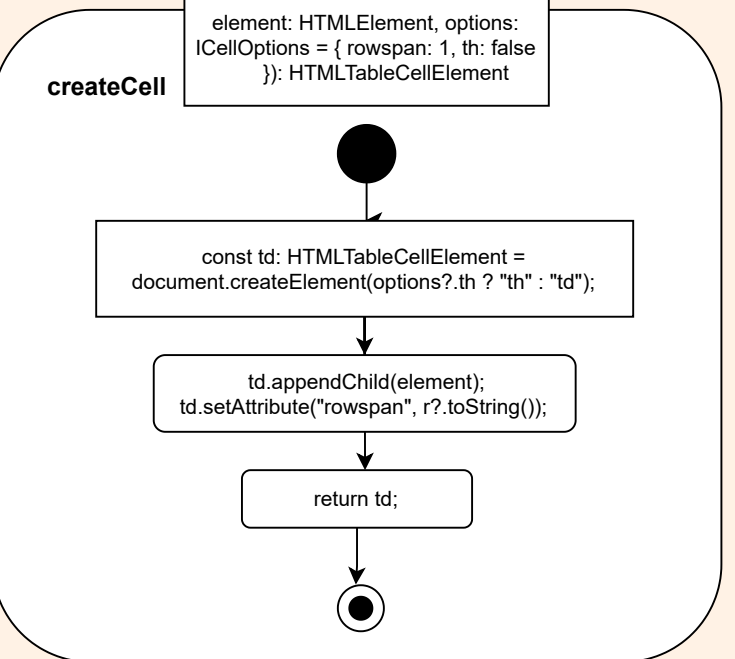 element: HTMLElement, options:
ICellOptions = { rowspan: 1, th: false
}): HTMLTableCellElement
createCell
const td: HTMLTableCellElement =
document.createElement(options?.th ? "th" : "td");
td.appendChild(element);
td.setAttribute("rowspan", r?.toString());
return td;